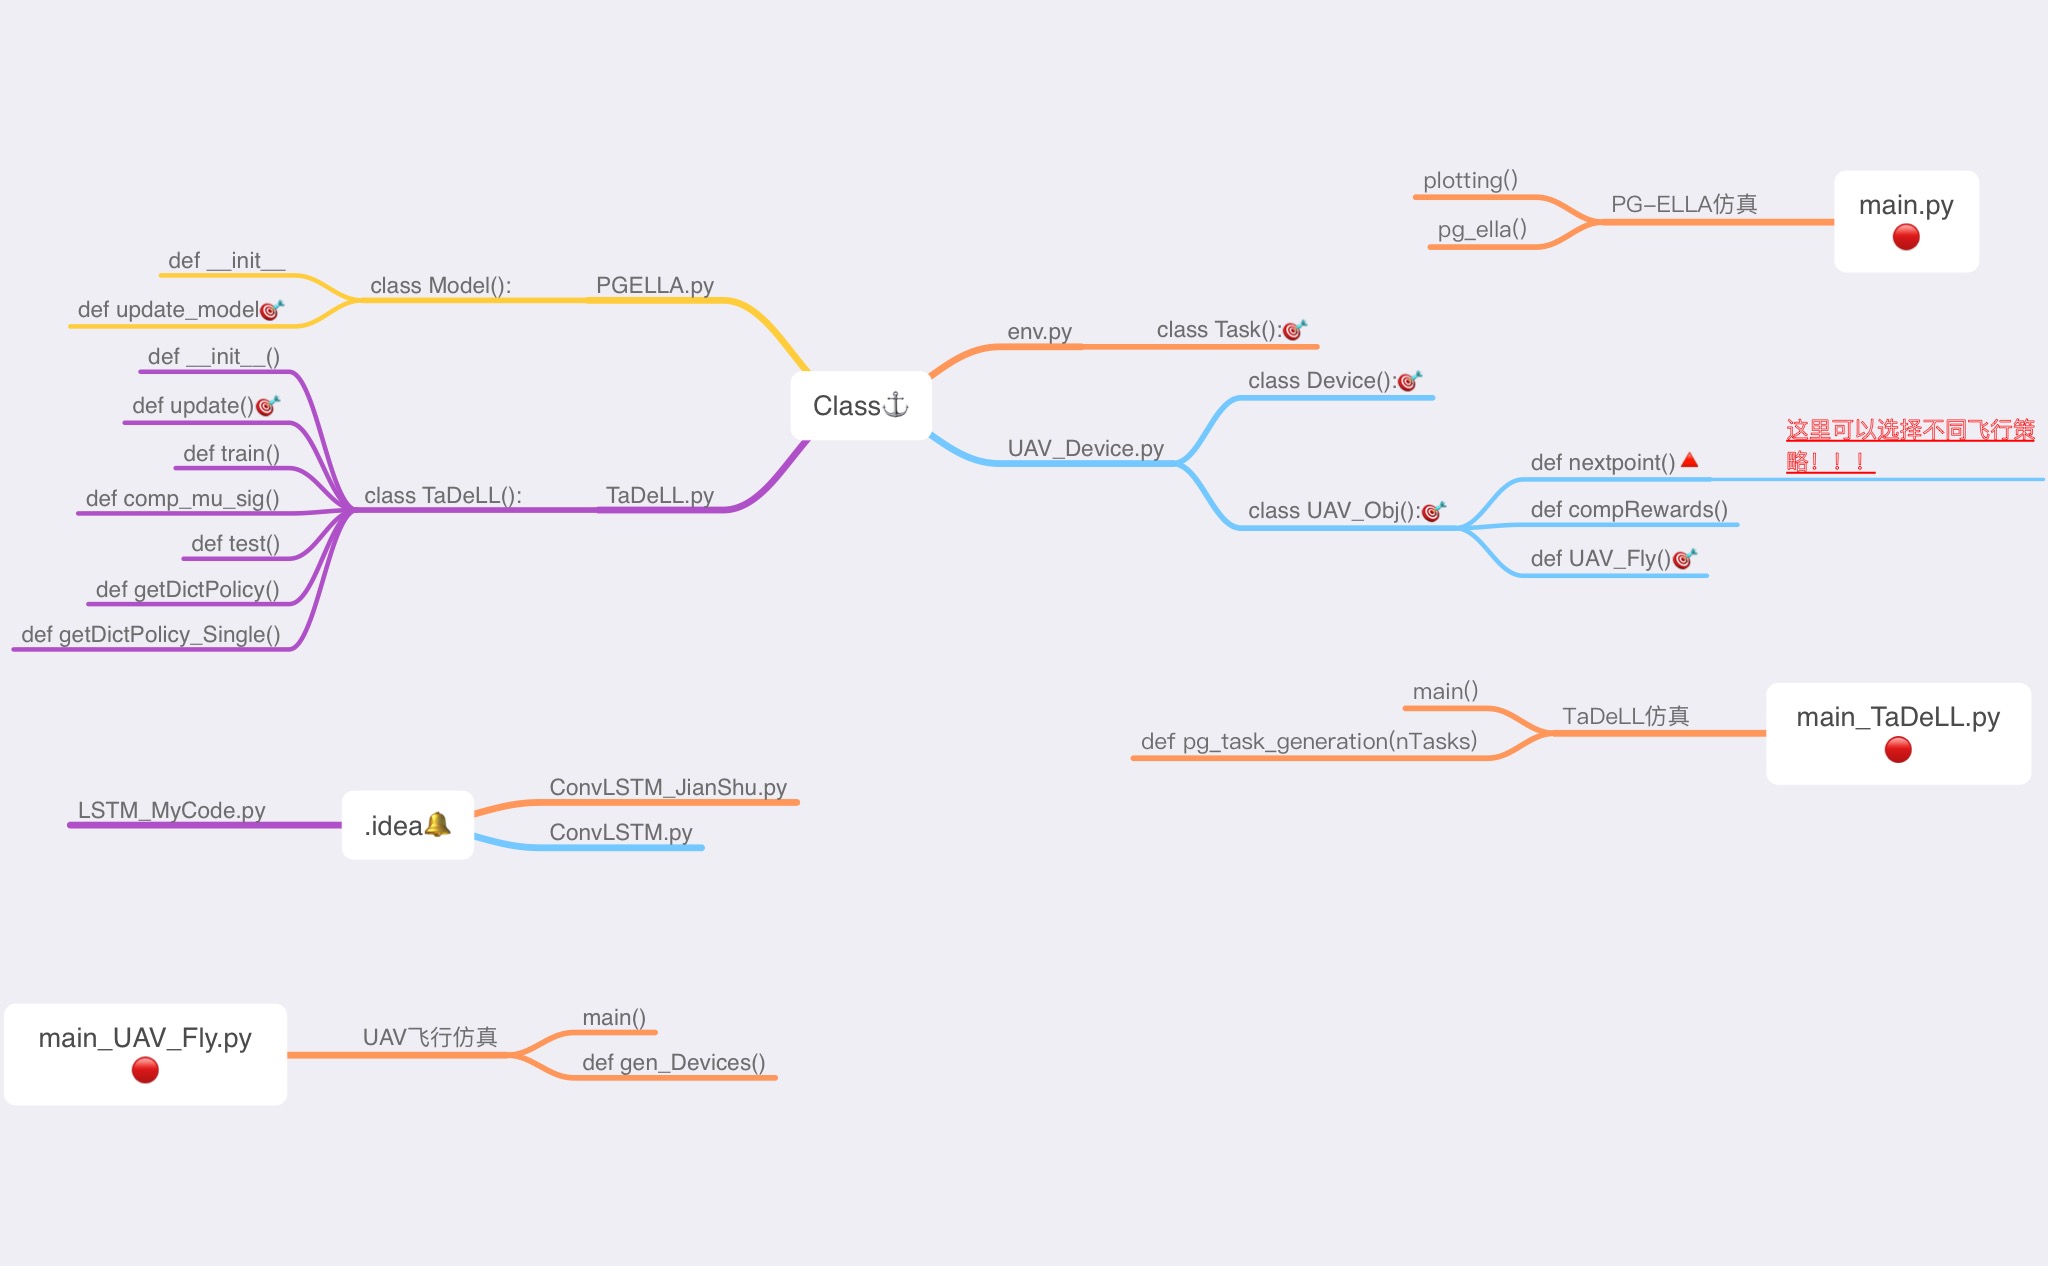 plotting()
PG-ELLA仿真
main.py
pg_ella()
def __init__
class Model():
PGELLA.py
def update_model
env.py
class Task():
def __init__()
class Device():
def update()
Class
这里可以选择不同飞行策
略！！！
def train()
UAV_Device.py
def nextpoint()
def comp_mu_sig()
class TaDeLL():
TaDeLL.py
class UAV_Obj():
def compRewards()
def test()
def UAV_Fly()
def getDictPolicy()
def getDictPolicy_Single()
main()
TaDeLL仿真
main_TaDeLL.py
def pg_task_generation(nTasks)
ConvLSTM_JianShu.py
LSTM_MyCode.py
.idea
ConvLSTM.py
main()
main_UAV_Fly.py
UAV飞行仿真
def gen_Devices()